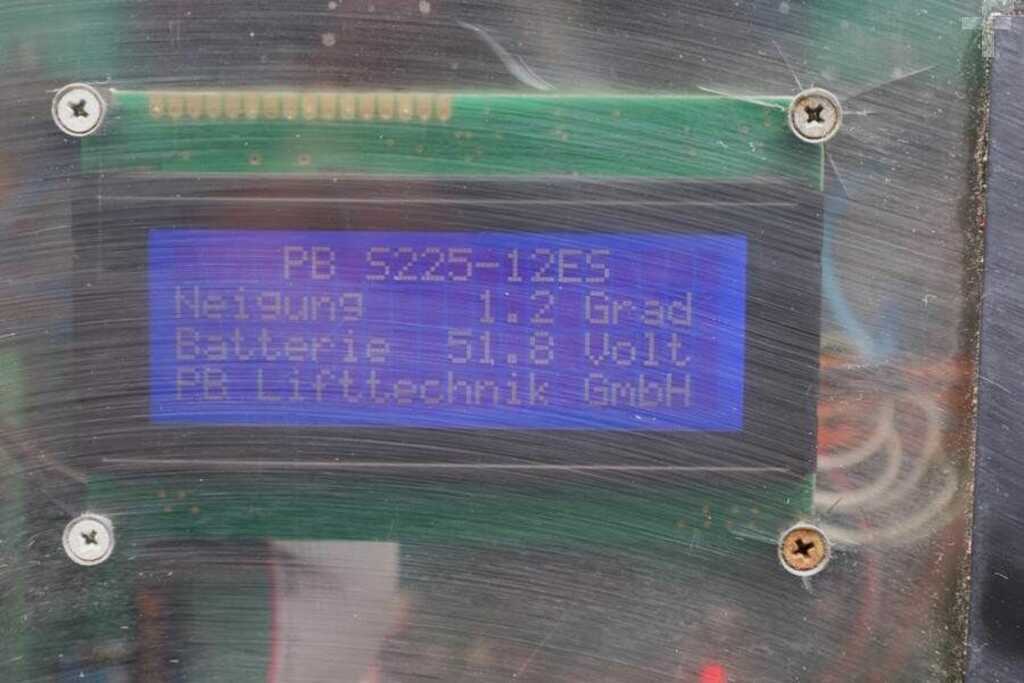 PB S225-12ES
Neigung 1.2 Grad
Batterie 51.8 Volt
PB Lifttechnik GmbH